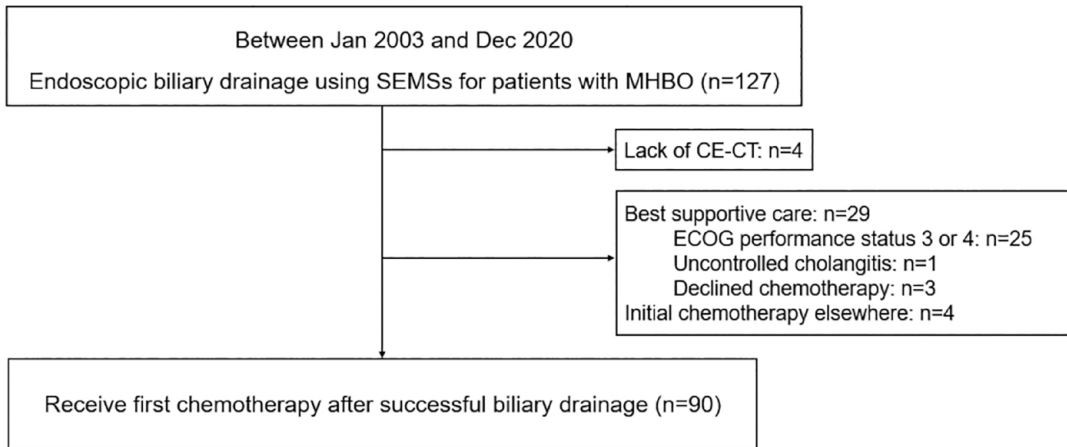 Between Jan 2003 and Dec 2020
Endoscopic biliary drainage using SEMSs for patients with MHBO (n=127)
Lack of CE-CT: n=4
Best supportive care: n=29
ECOG performance status 3 or 4: n=25
Uncontrolled cholangitis: n=1
Declined chemotherapy: n=3
Initial chemotherapy elsewhere: n=4
Receive first chemotherapy after successful biliary drainage (n=90)